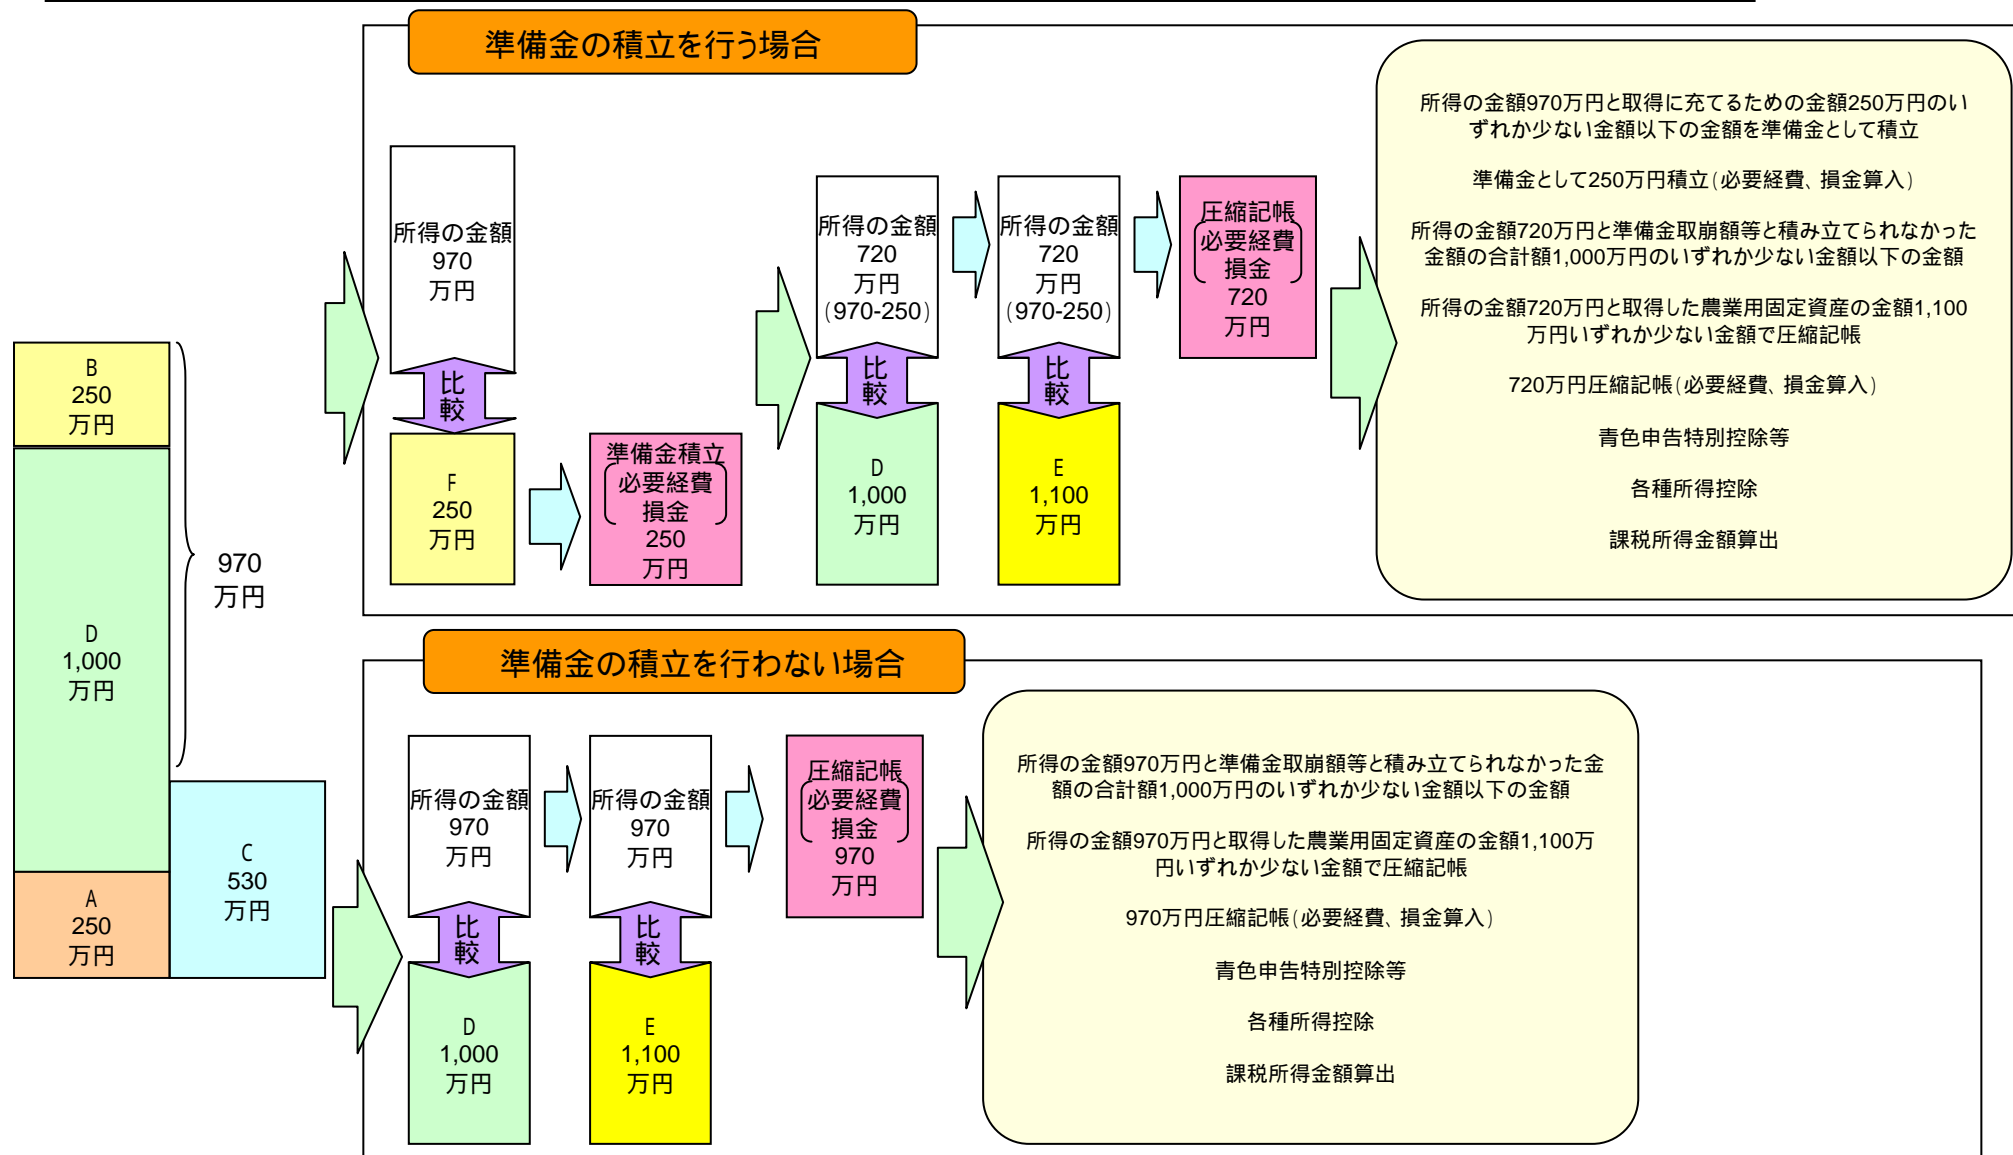 準備金の積立を行う場合
B
250
万円
D
1,000
万円
A
250
万円
C
530
万円
970
万円
所得の金額
970
万円
比
較
F
250
万円
準備金積立
必要経費
損金
250
万円
所得の金額
720
万円
(970-250)
比
較
D
1,000
万円
所得の金額
720
万円
(970-250)
比
較
E
1,100
万円
圧縮記帳
必要経費
損金
720
万円
所得の金額970万円と取得に充てるための金額250万円のい
ずれか少ない金額以下の金額を準備金として積立
準備金として250万円積立(必要経費、損金算入)
所得の金額720万円と準備金取崩額等と積み立てられなかった
金額の合計額1,000万円のいずれか少ない金額以下の金額
所得の金額720万円と取得した農業用固定資産の金額1,100
万円いずれか少ない金額で圧縮記帳
720万円圧縮記帳(必要経費、損金算入)
青色申告特別控除等
各種所得控除
課税所得金額算出
準備金の積立を行わない場合
所得の金額
970
万円
比
較
D
1,000
万円
所得の金額
970
万円
比
較
E
1,100
万円
圧縮記帳
必要経費
損金
970
万円
所得の金額970万円と準備金取崩額等と積み立てられなかった金
額の合計額1,000万円のいずれか少ない金額以下の金額
所得の金額970万円と取得した農業用固定資産の金額1,100万
円いずれか少ない金額で圧縮記帳
970万円圧縮記帳(必要経費、損金算入)
青色申告特別控除等
各種所得控除
課税所得金額算出